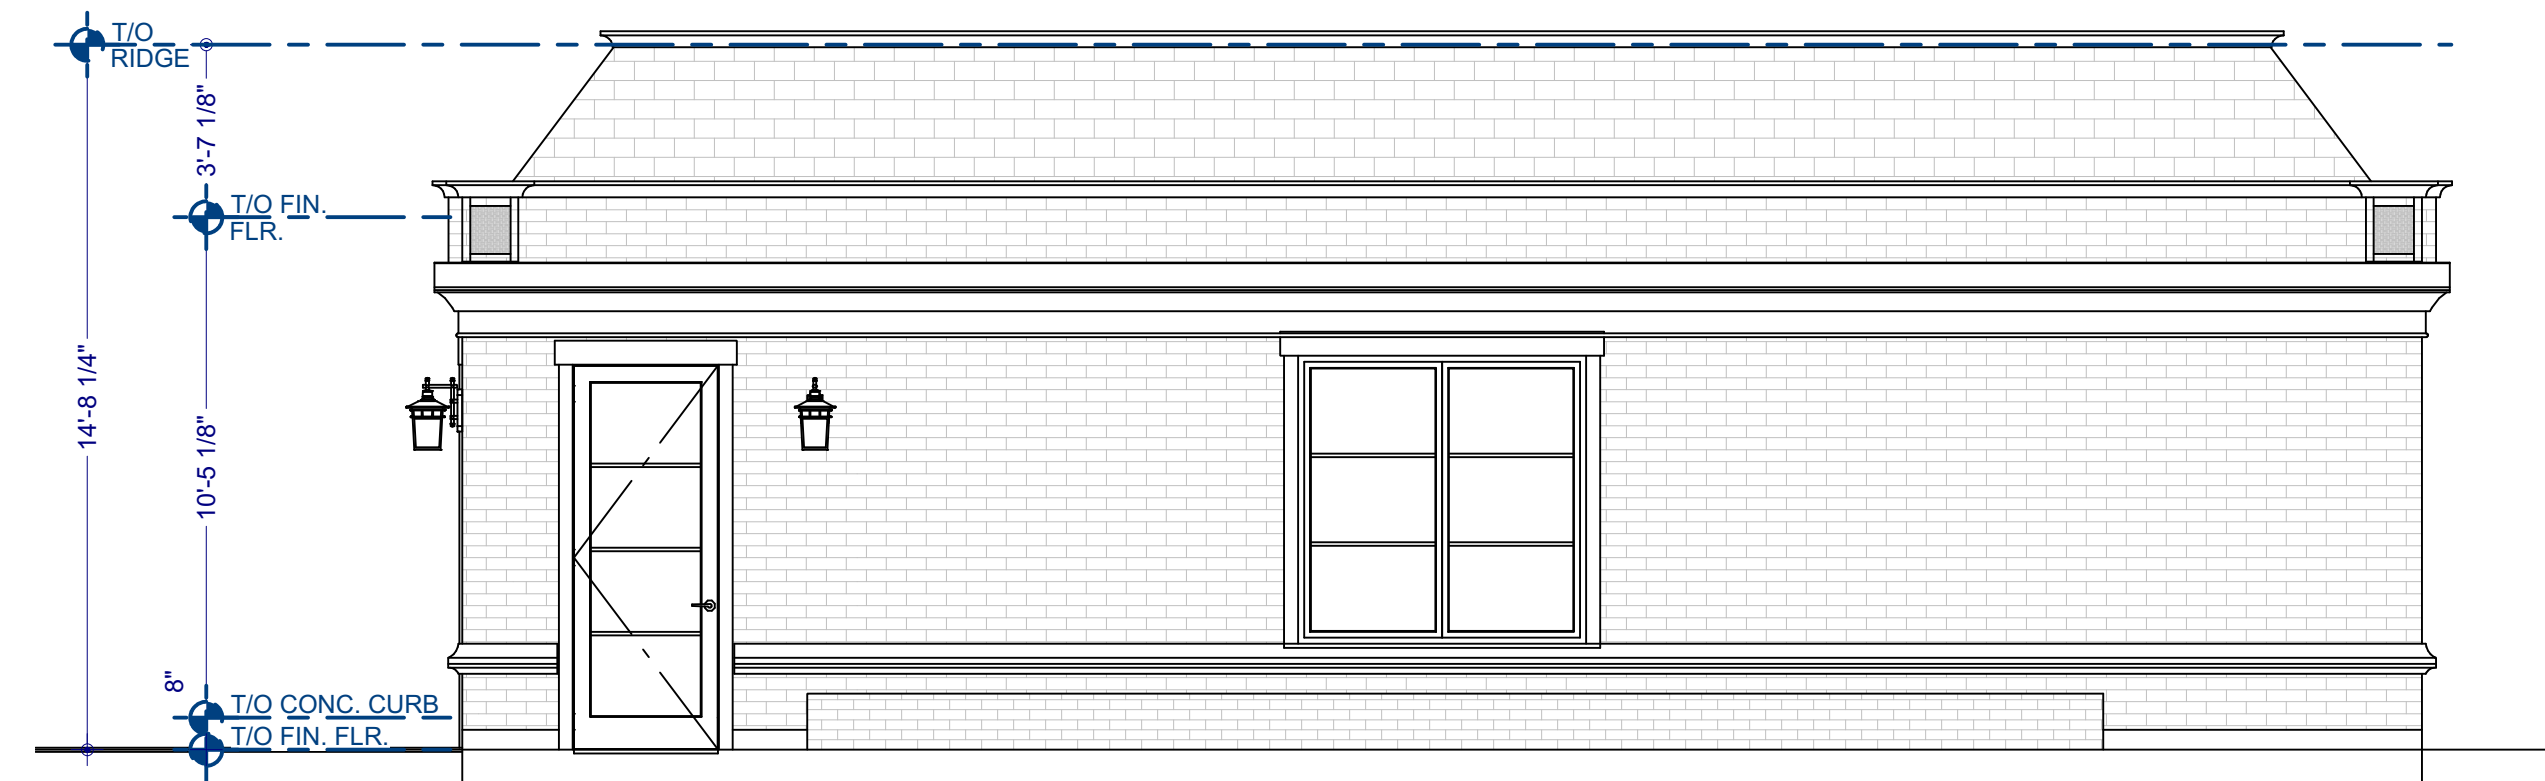 T/O
RIDGE
3'-7 1/8"
T/O FIN.
FLR.
14'-8 1/4"
10'-5 1/8"
8"
T/O CONC. CURB
T/O FIN. FLR.